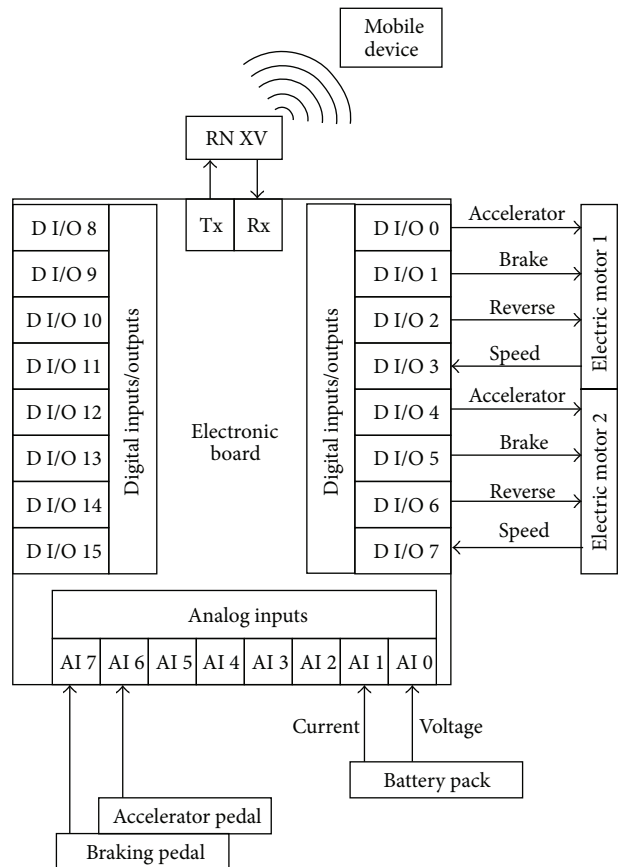 Mobile
device
RN XV
Tx
Rx
D I/O 8
D I/O 9
D I/O 10
D I/O 11
D I/O 12
D I/O 13
D I/O 14
D I/O 15
Digital inputs/outputs
Electronic
board
Digital inputs/outputs
D I/O 0
D I/O 1
D I/O 2
D I/O 3
D I/O 4
D I/O 5
D I/O 6
D I/O 7
Accelerator
Brake
Reverse
Speed
Accelerator
Brake
Reverse
Speed
Electric motor 1
Electric motor 2
Analog inputs
AI 7
AI 6
AI 5
AI 4
AI 3
AI 2
AI 1
AI 0
Current
Voltage
Battery pack
Accelerator pedal
Braking pedal